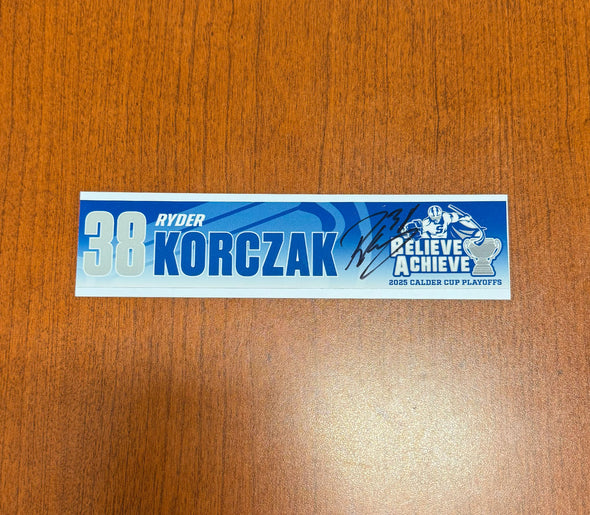 38
RYDER
KORCZAK
BELIEVE
ACHIEVE
2025 CALDER CUP PLAYOFFS